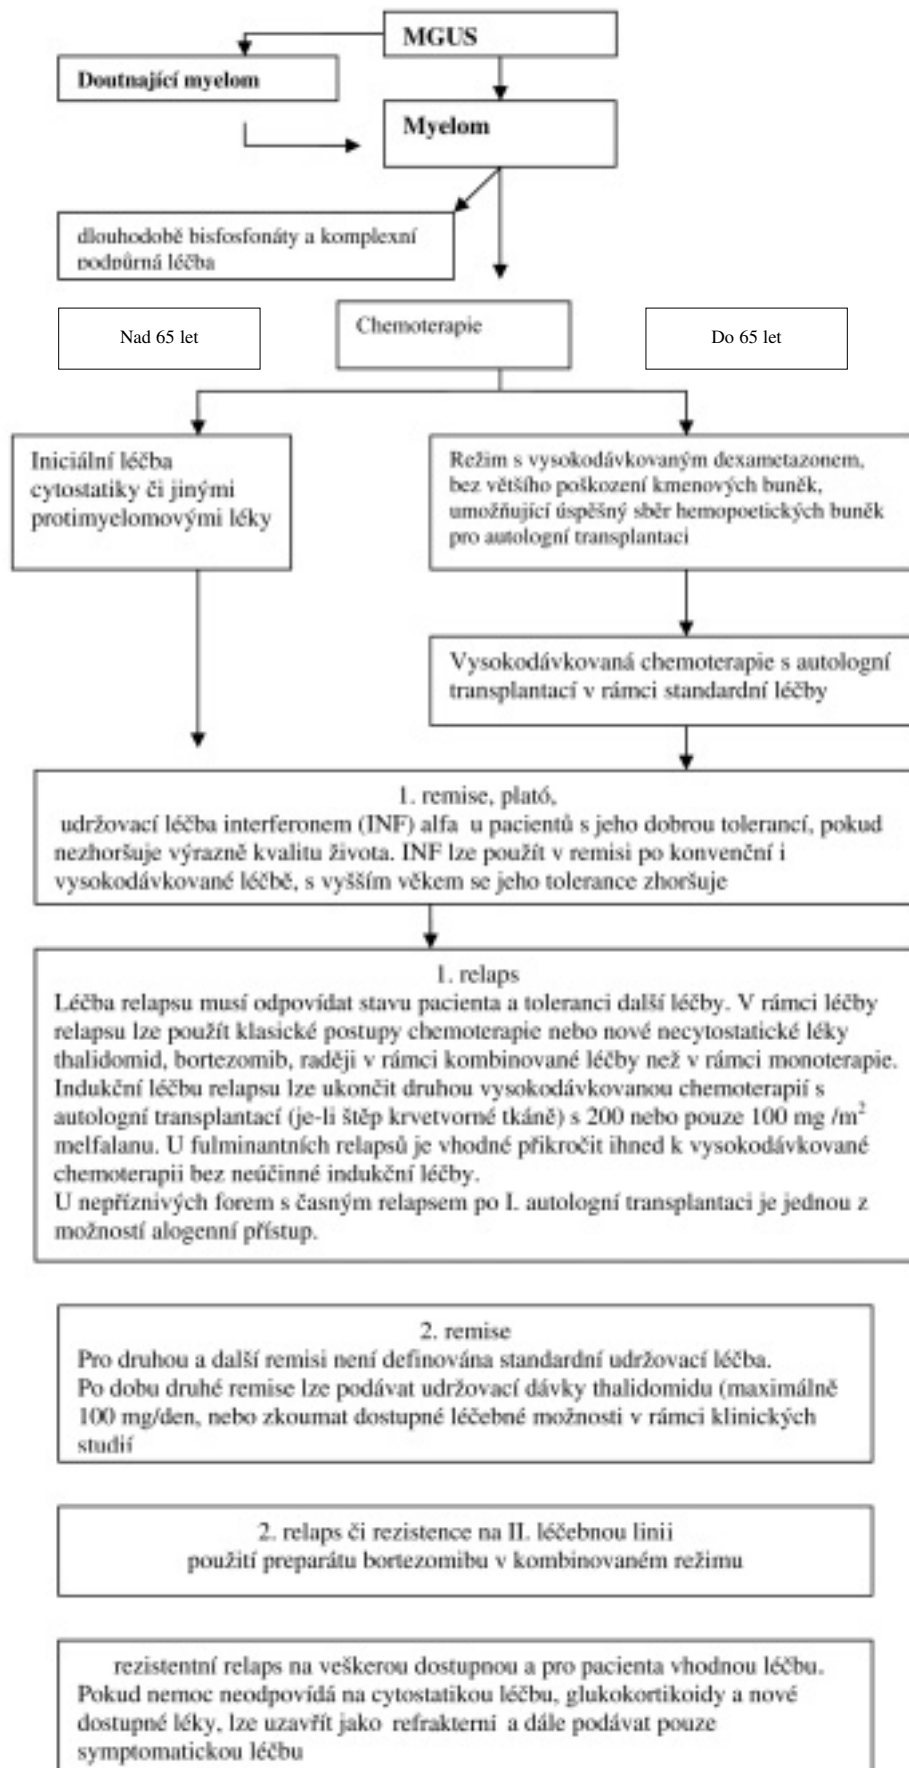 MGUS
Doutnající myelom
Myelom
dlouhodobě bisfosfonáty a komplexní
podpůrná léčba
Nad 65 let
Chemoterapie
Do 65 let
Iniciální léčba
cytostatiky či jinými
protimyelomovými léky
Režim s vysokodávkovaným dexametazonem,
bez většího poškození kmenových buněk,
umožňující úspěšný sběr hemopoetických buněk
pro autologní transplantaci
Vysokodávkovaná chemoterapie s autologní
transplantací v rámci standardní léčby
1. remise, plató,
udržovací léčba interferonem (INF) alfa u pacientů s jeho dobrou tolerancí, pokud
nezhoršuje výrazně kvalitu života. INF lze použít v remisi po konvenční i
vysokodávkované léčbě, s vyšším věkem se jeho tolerance zhoršuje
1. relaps
Léčba relapsu musí odpovídat stavu pacienta a toleranci další léčby. V rámci léčby
relapsu lze použít klasické postupy chemoterapie nebo nové necytostatické léky
thalidomid, bortezomib, raději v rámci kombinované léčby než v rámci monoterapie.
Indukční léčbu relapsu lze ukončit druhou vysokodávkovanou chemoterapií s
autologní transplantací (je-li štěp krvetvorné tkáně) s 200 nebo pouze 100 mg /m²
melfalanu. U fulminantních relapsů je vhodné přikročit ihned k vysokodávkované
chemoterapii bez neúčinné indukční léčby.
U nepříznivých forem s časným relapsem po I. autologní transplantaci je jednou z
možností alogenní přístup.
2. remise
Pro druhou a další remisi není definována standardní udržovací léčba.
Po dobu druhé remise lze podávat udržovací dávky thalidomidu (maximálně
100 mg/den, nebo zkoumat dostupné léčebné možnosti v rámci klinických
studií
2. relaps či rezistence na II. léčebnou linii
použití preparátu bortezomibu v kombinovaném režimu
rezistentní relaps na veškerou dostupnou a pro pacienta vhodnou léčbu.
Pokud nemoc neodpovídá na cytostatikou léčbu, glukokortikoidy a nové
dostupné léky, lze uzavřít jako refrakterní a dále podávat pouze
symptomatickou léčbu